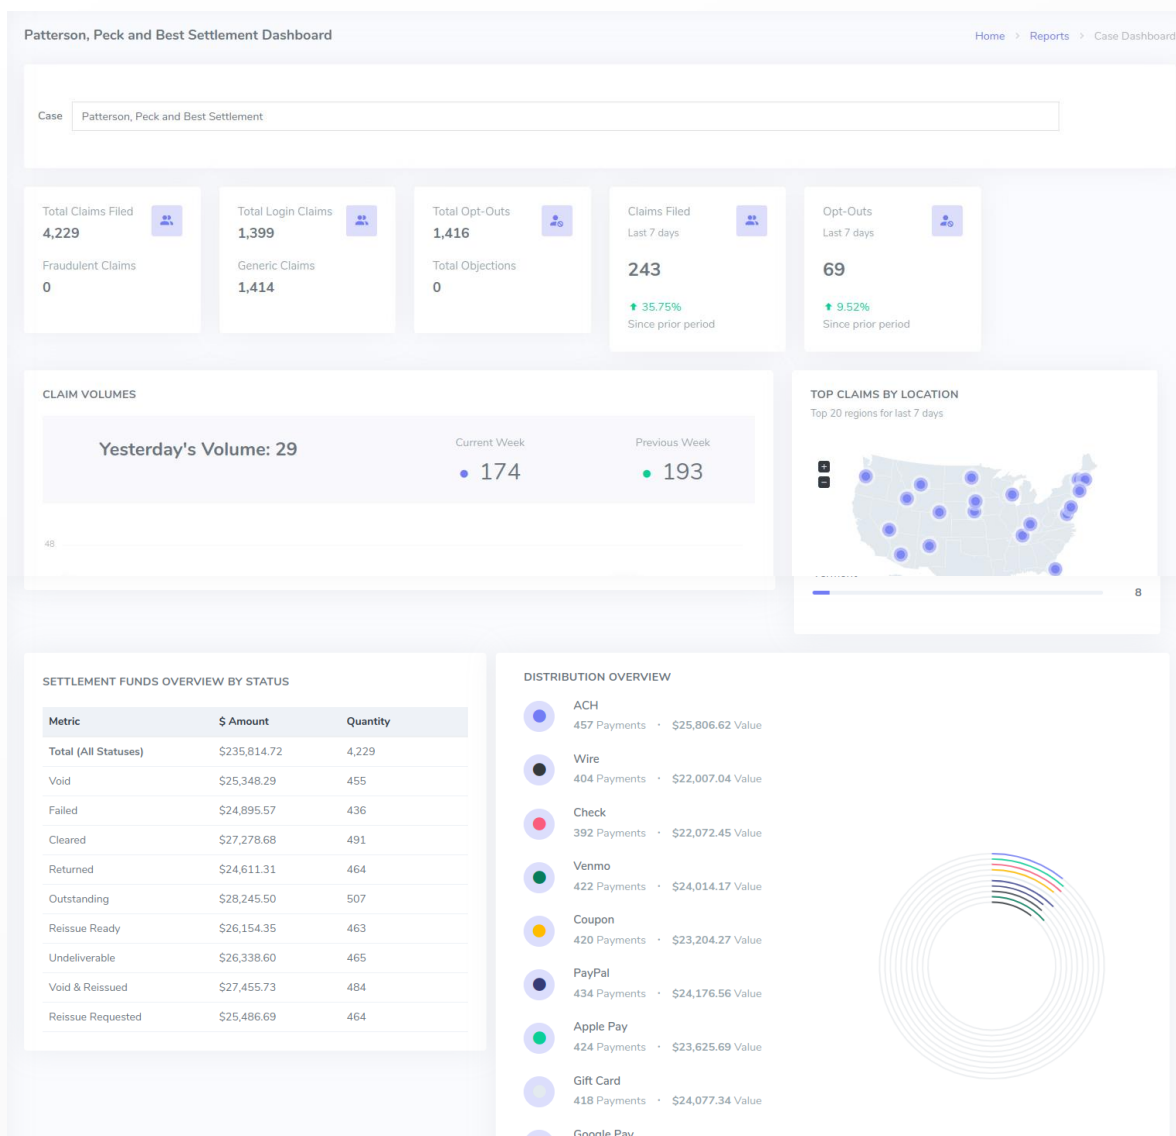 Patterson, Peck and Best Settlement Dashboard
Home > Reports > Case Dashboard
Case Patterson, Peck and Best Settlement
Total Claims Filed
4,229
Fraudulent Claims
0
Total Login Claims
1,399
Generic Claims
1,414
Total Opt-Outs
1,416
Total Objections
0
Claims Filed
Last 7 days
243
35.75%
Since prior period
Opt-Outs
Last 7 days
69
9.52%
Since prior period
CLAIM VOLUMES
Yesterday's Volume: 29
Current Week
174
Previous Week
193
48
TOP CLAIMS BY LOCATION
Top 20 regions for last 7 days
+
−
8
SETTLEMENT FUNDS OVERVIEW BY STATUS
Metric $ Amount Quantity
Total (All Statuses) $235,814.72 4,229
Void $25,348.29 455
Failed $24,895.57 436
Cleared $27,278.68 491
Returned $24,611.31 464
Outstanding $28,245.50 507
Reissue Ready $26,154.35 463
Undeliverable $26,338.60 465
Void & Reissued $27,455.73 484
Reissue Requested $25,486.69 464
DISTRIBUTION OVERVIEW
ACH
457 Payments · $25,806.62 Value
Wire
404 Payments · $22,007.04 Value
Check
392 Payments · $22,072.45 Value
Venmo
422 Payments · $24,014.17 Value
Coupon
420 Payments · $23,204.27 Value
PayPal
434 Payments · $24,176.56 Value
Apple Pay
424 Payments · $23,625.69 Value
Gift Card
418 Payments · $24,077.34 Value
Google Pay